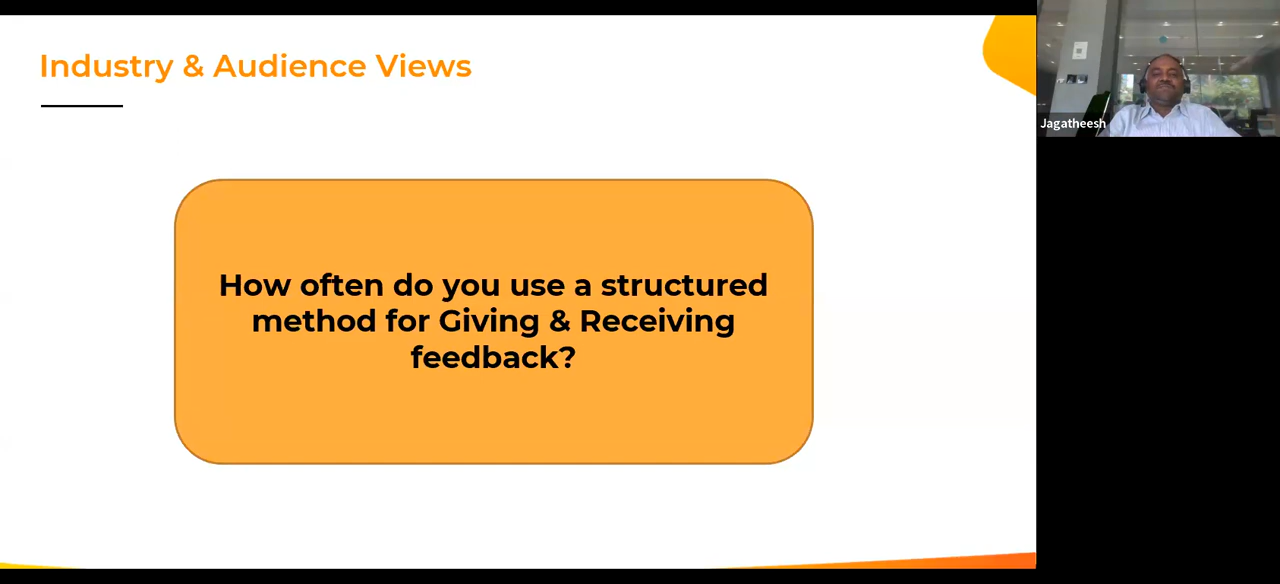 Industry & Audience Views
How often do you use a structured
method for Giving & Receiving
feedback?
Jagatheesh